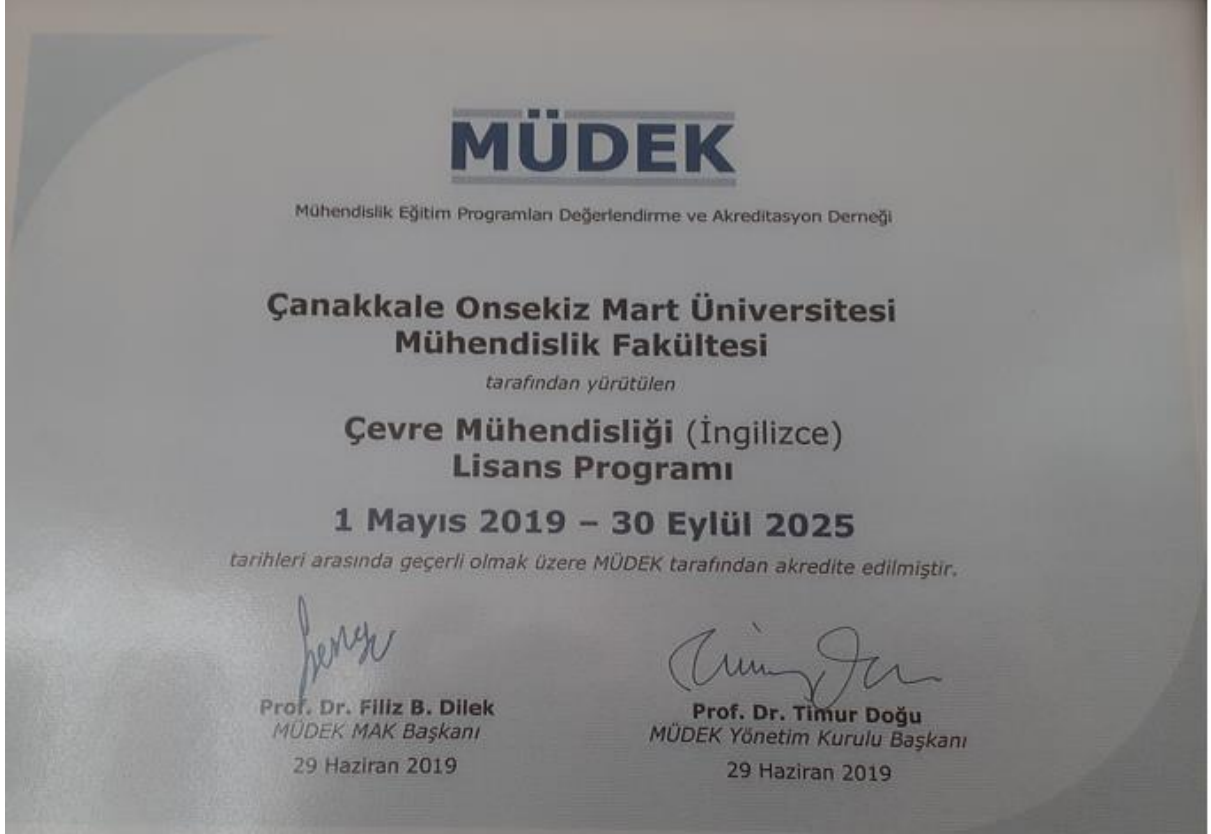 MÜDEK
Mühendislik Eğitim Programları Değerlendirme ve Akreditasyon Derneği
Çanakkale Onsekiz Mart Üniversitesi
Mühendislik Fakültesi
tarafından yürütülen
Çevre Mühendisliği (İngilizce)
Lisans Programı
1 Mayıs 2019 – 30 Eylül 2025
tarihleri arasında geçerli olmak üzere MÜDEK tarafından akredite edilmiştir.
Prof. Dr. Filiz B. Dilek
MÜDEK MAK Başkanı
29 Haziran 2019
Prof. Dr. Timur Doğu
MÜDEK Yönetim Kurulu Başkanı
29 Haziran 2019